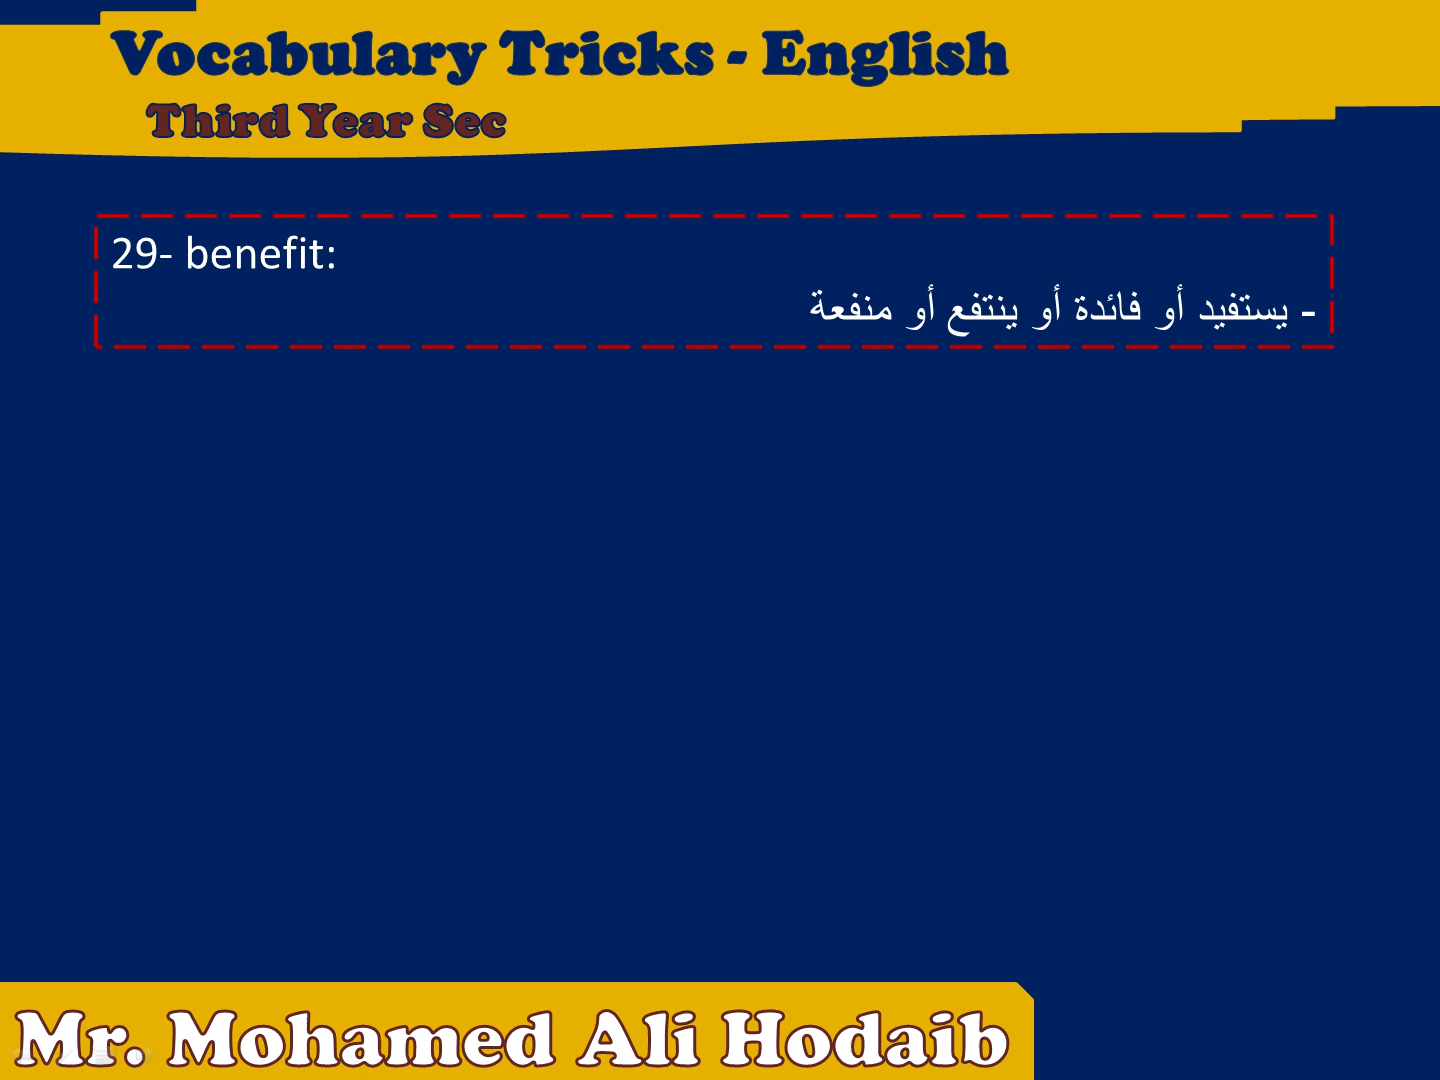 Vocabulary Tricks - English
Third Year Sec
29- benefit:
- يستفيد أو فائدة أو ينتفع أو منفعة
Mr. Mohamed Ali Hodaib